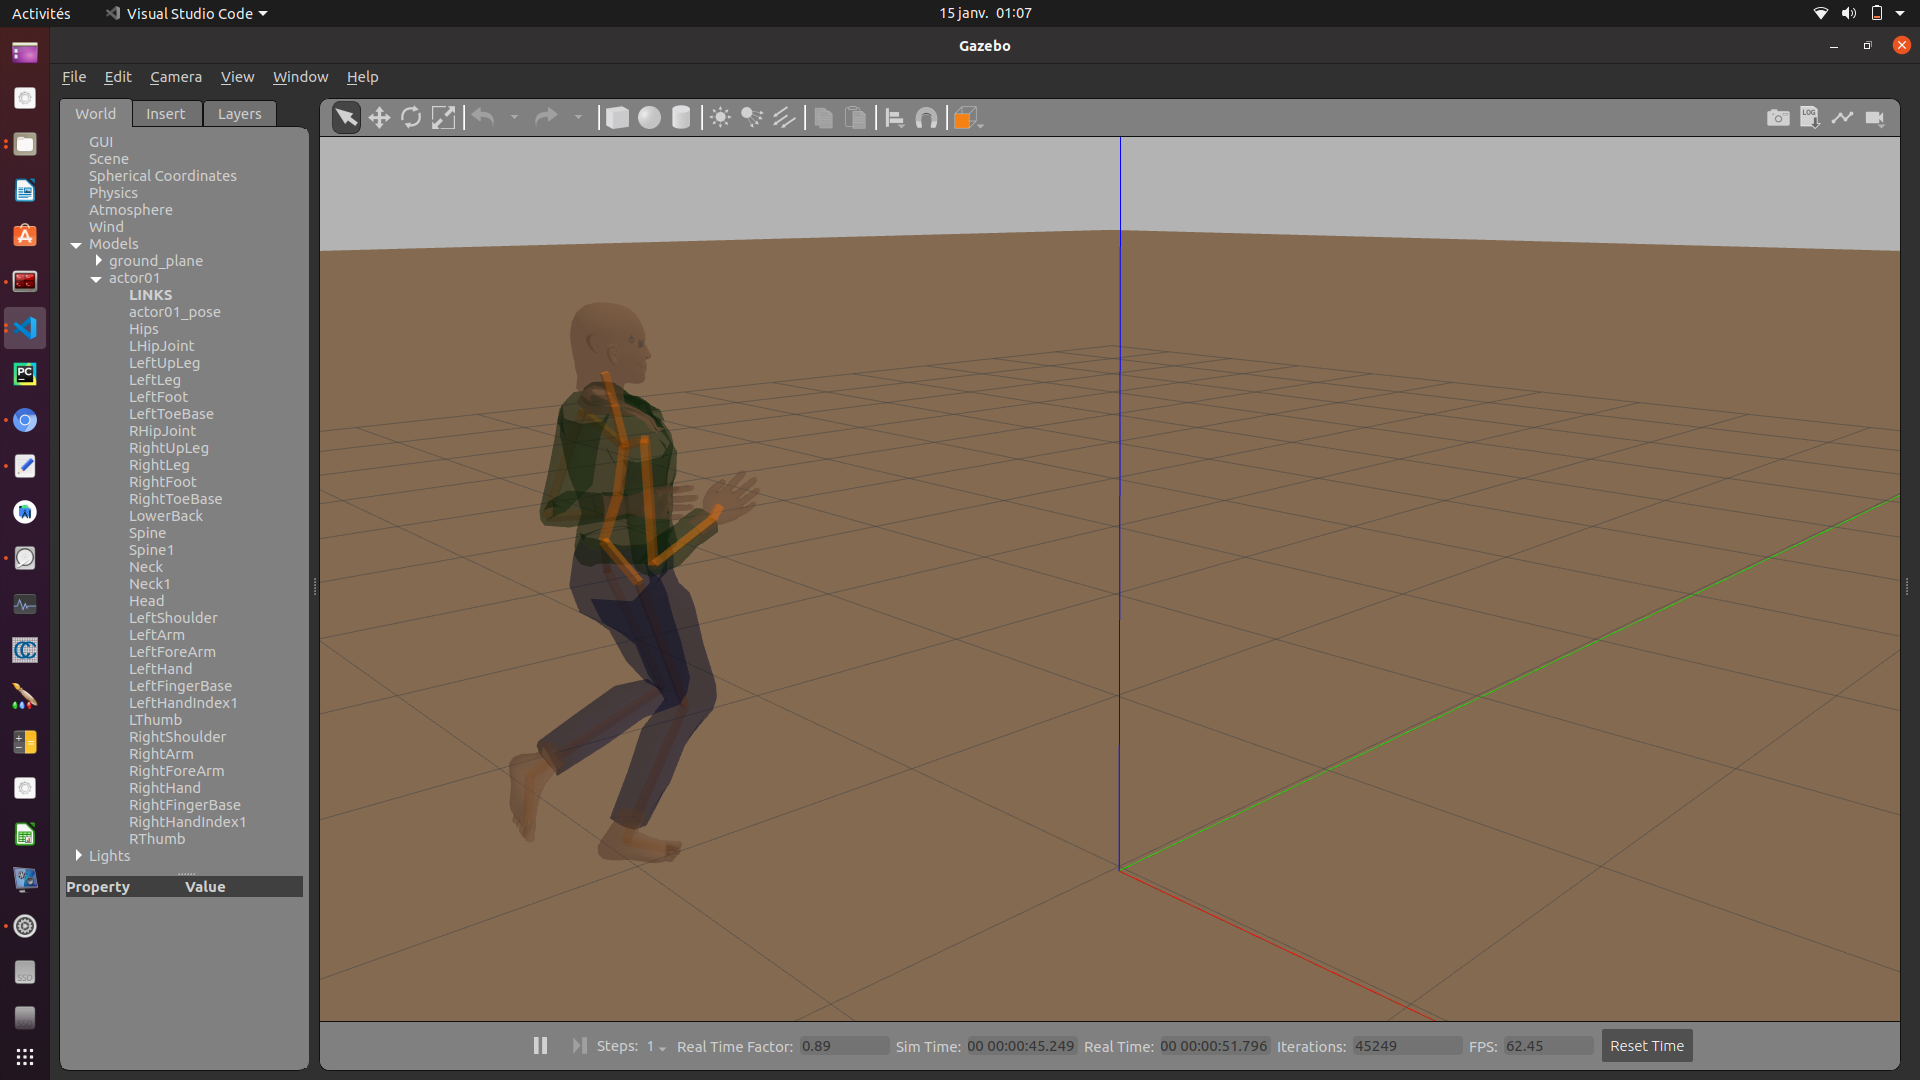 Activités Visual Studio Code 15 janv. 01:07
Gazebo
File Edit Camera View Window Help
World Insert Layers
GUI
Scene
Spherical Coordinates
Physics
Atmosphere
Wind
Models
ground_plane
actor01
LINKS
actor01_pose
Hips
LHipJoint
LeftUpLeg
LeftLeg
LeftFoot
LeftToeBase
RHipJoint
RightUpLeg
RightLeg
RightFoot
RightToeBase
LowerBack
Spine
Spine1
Neck
Neck1
Head
LeftShoulder
LeftArm
LeftForeArm
LeftHand
LeftFingerBase
LeftHandIndex1
LThumb
RightShoulder
RightArm
RightForeArm
RightHand
RightFingerBase
RightHandIndex1
RThumb
Lights
Property Value
LOG
PC
SSD
Steps: 1 Real Time Factor: 0.89 Sim Time: 00 00:00:45.249 Real Time: 00 00:00:51.796 Iterations: 45249 FPS: 62.45 Reset Time